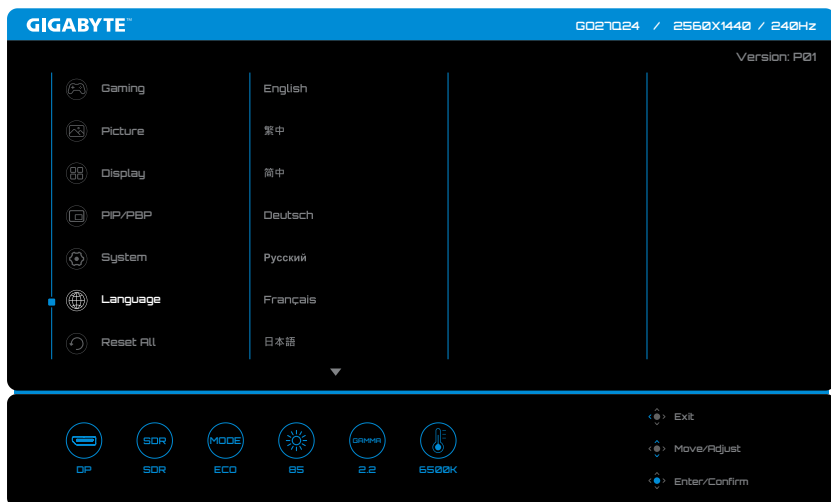 GIGABYTE™
GO27Q24 / 2560X1440 / 240Hz
Version: P01
Gaming
Picture
Display
PIP/PBP
System
Language
Reset All
English
繁中
简中
Deutsch
Русский
Français
日本語
DP
SDR
SDR
MODE
ECO
85
GAMMA
2.2
6500K
Exit
Move/Adjust
Enter/Confirm